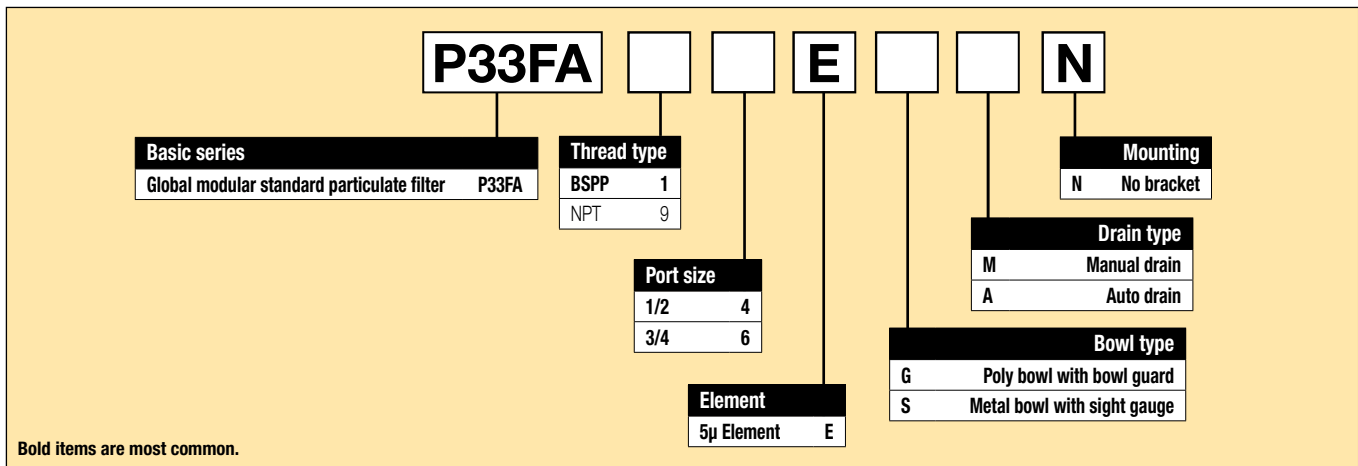 P33FA E N
Basic series
Global modular standard particulate filter P33FA
Thread type
BSPP 1
NPT 9
Port size
1/2 4
3/4 6
Element
5µ Element E
Mounting
N No bracket
Drain type
M Manual drain
A Auto drain
Bowl type
G Poly bowl with bowl guard
S Metal bowl with sight gauge
Bold items are most common.